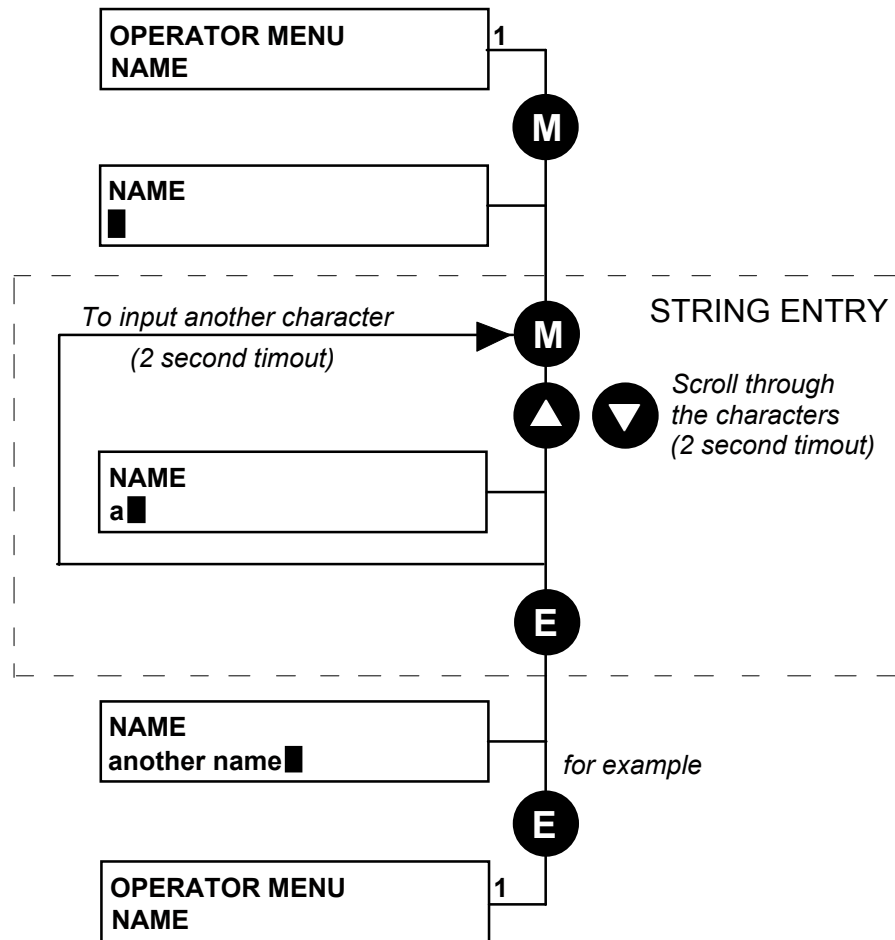 OPERATOR MENU 1
NAME
M
NAME
To input another character
(2 second timout)
M
STRING ENTRY
Scroll through
the characters
(2 second timout)
NAME
a
E
NAME
another name
for example
E
OPERATOR MENU 1
NAME